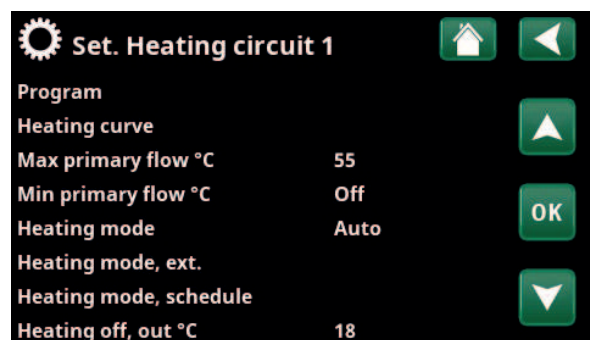 Set. Heating circuit 1
Program
Heating curve
Max primary flow °C 55
Min primary flow °C Off
Heating mode Auto
OK
Heating mode, ext.
Heating mode, schedule
Heating off, out °C 18